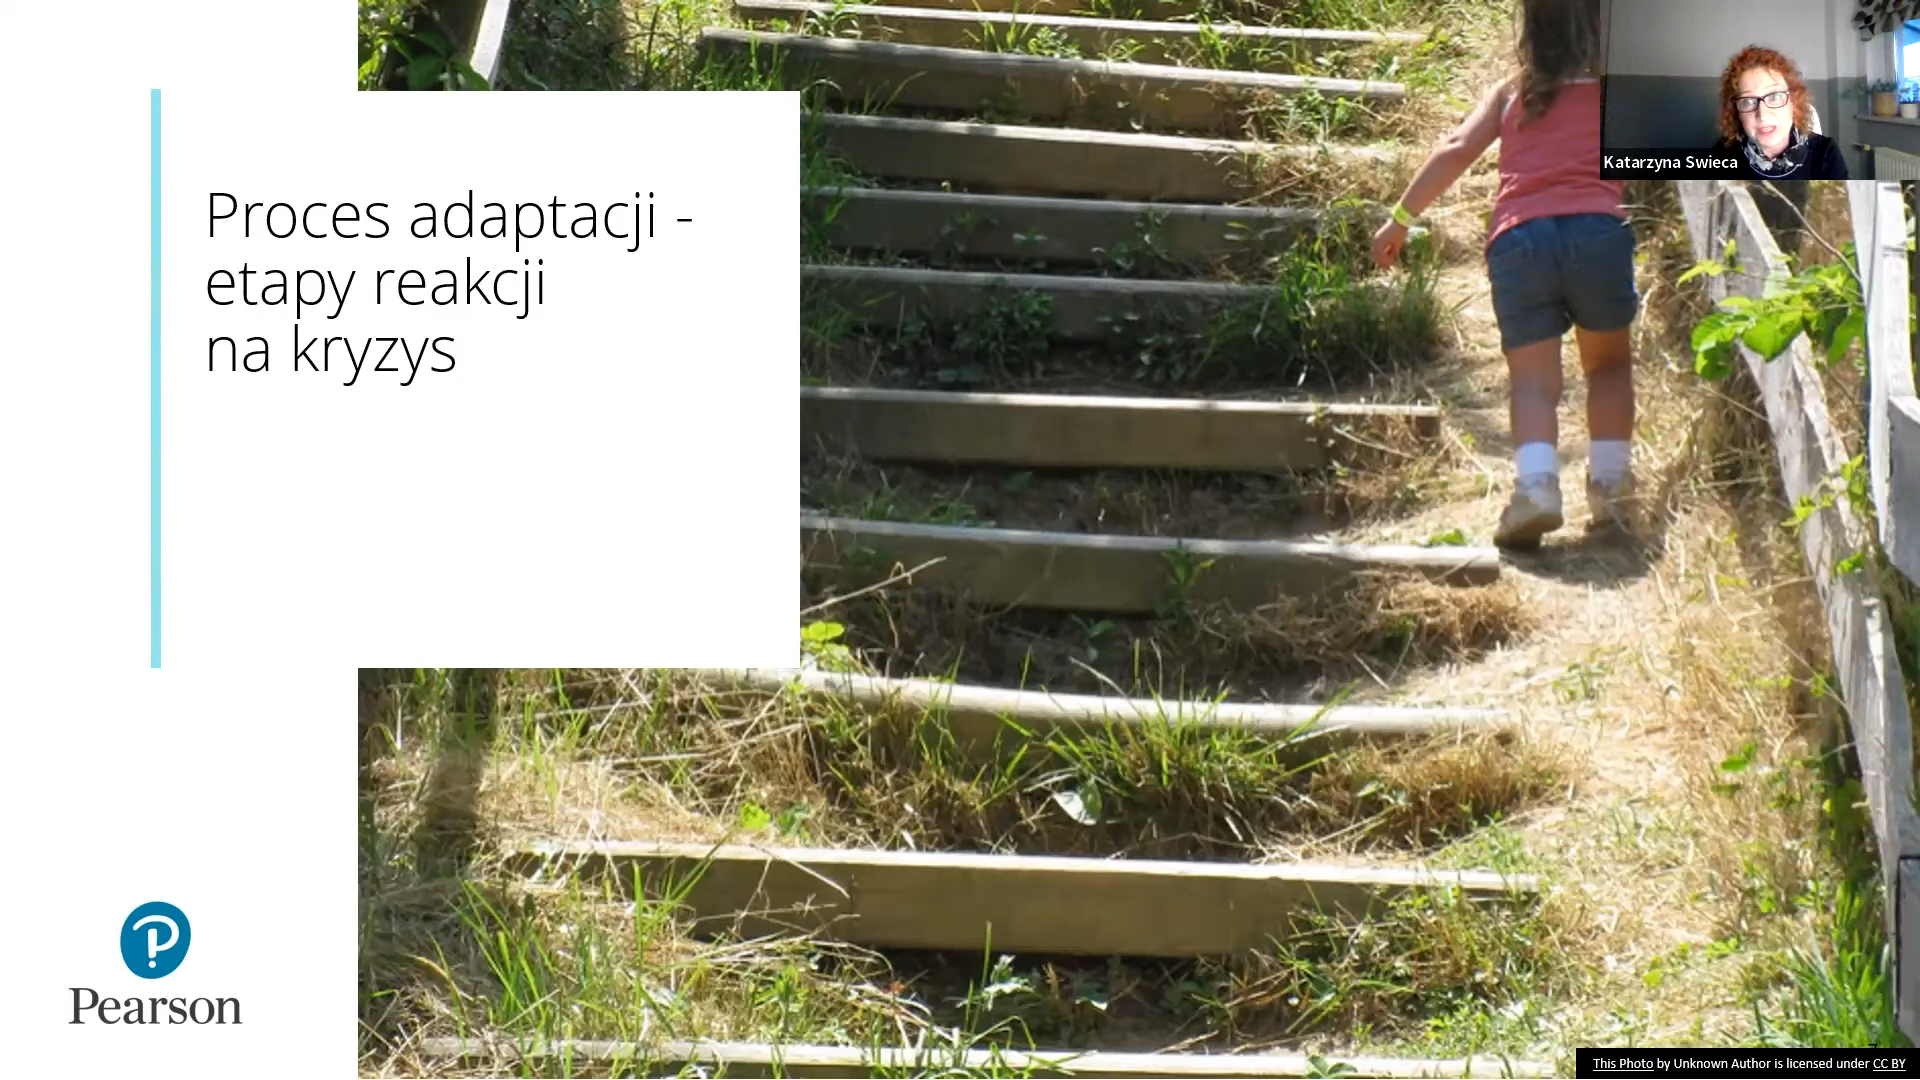 Katarzyna Swieca
Proces adaptacji -
etapy reakcji
na kryzys
Pearson
This Photo by Unknown Author is licensed under CC BY